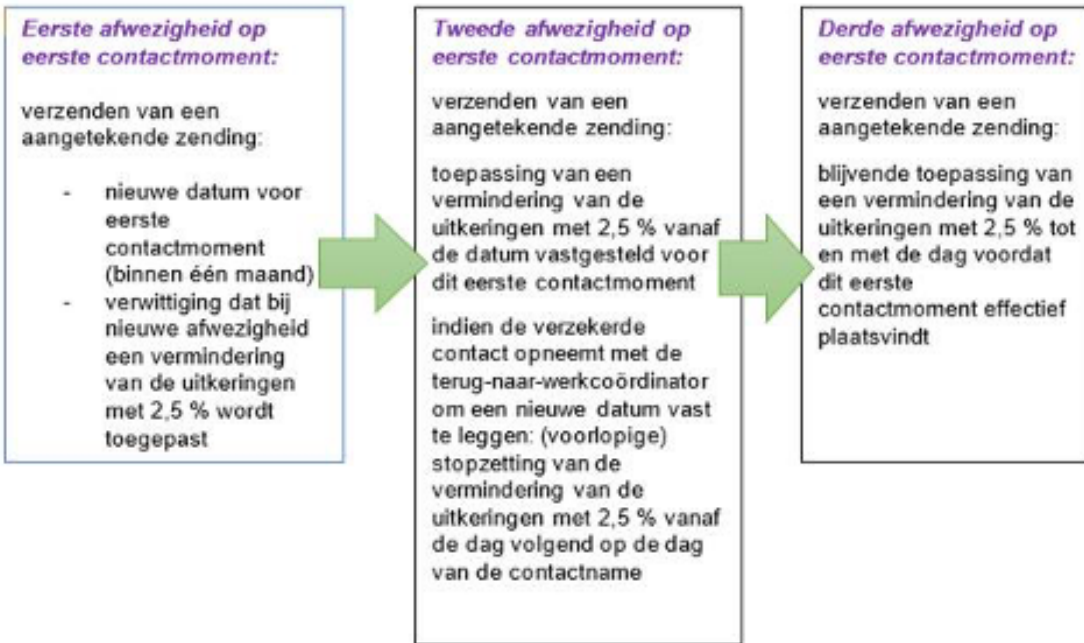 Eerste afwezigheid op
eerste contactmoment:
verzenden van een
aangetekende zending:
- nieuwe datum voor
eerste
contactmoment
(binnen één maand)
- verwittiging dat bij
nieuwe afwezigheid
een vermindering
van de uitkeringen
met 2,5 % wordt
toegepast
Tweede afwezigheid op
eerste contactmoment:
verzenden van een
aangetekende zending:
toepassing van een
vermindering van de
uitkeringen met 2,5 % vanaf
de datum vastgesteld voor
dit eerste contactmoment
indien de verzekerde
contact opneemt met de
terug-naar-werkcoördinator
om een nieuwe datum vast
te leggen: (voorlopige)
stopzetting van de
vermindering van de
uitkeringen met 2,5 % vanaf
de dag volgend op de dag
van de contactname
Derde afwezigheid op
eerste contactmoment:
verzenden van een
aangetekende zending:
blijvende toepassing van
een vermindering van de
uitkeringen met 2,5 % tot
en met de dag voordat
dit eerste
contactmoment effectief
plaatsvindt